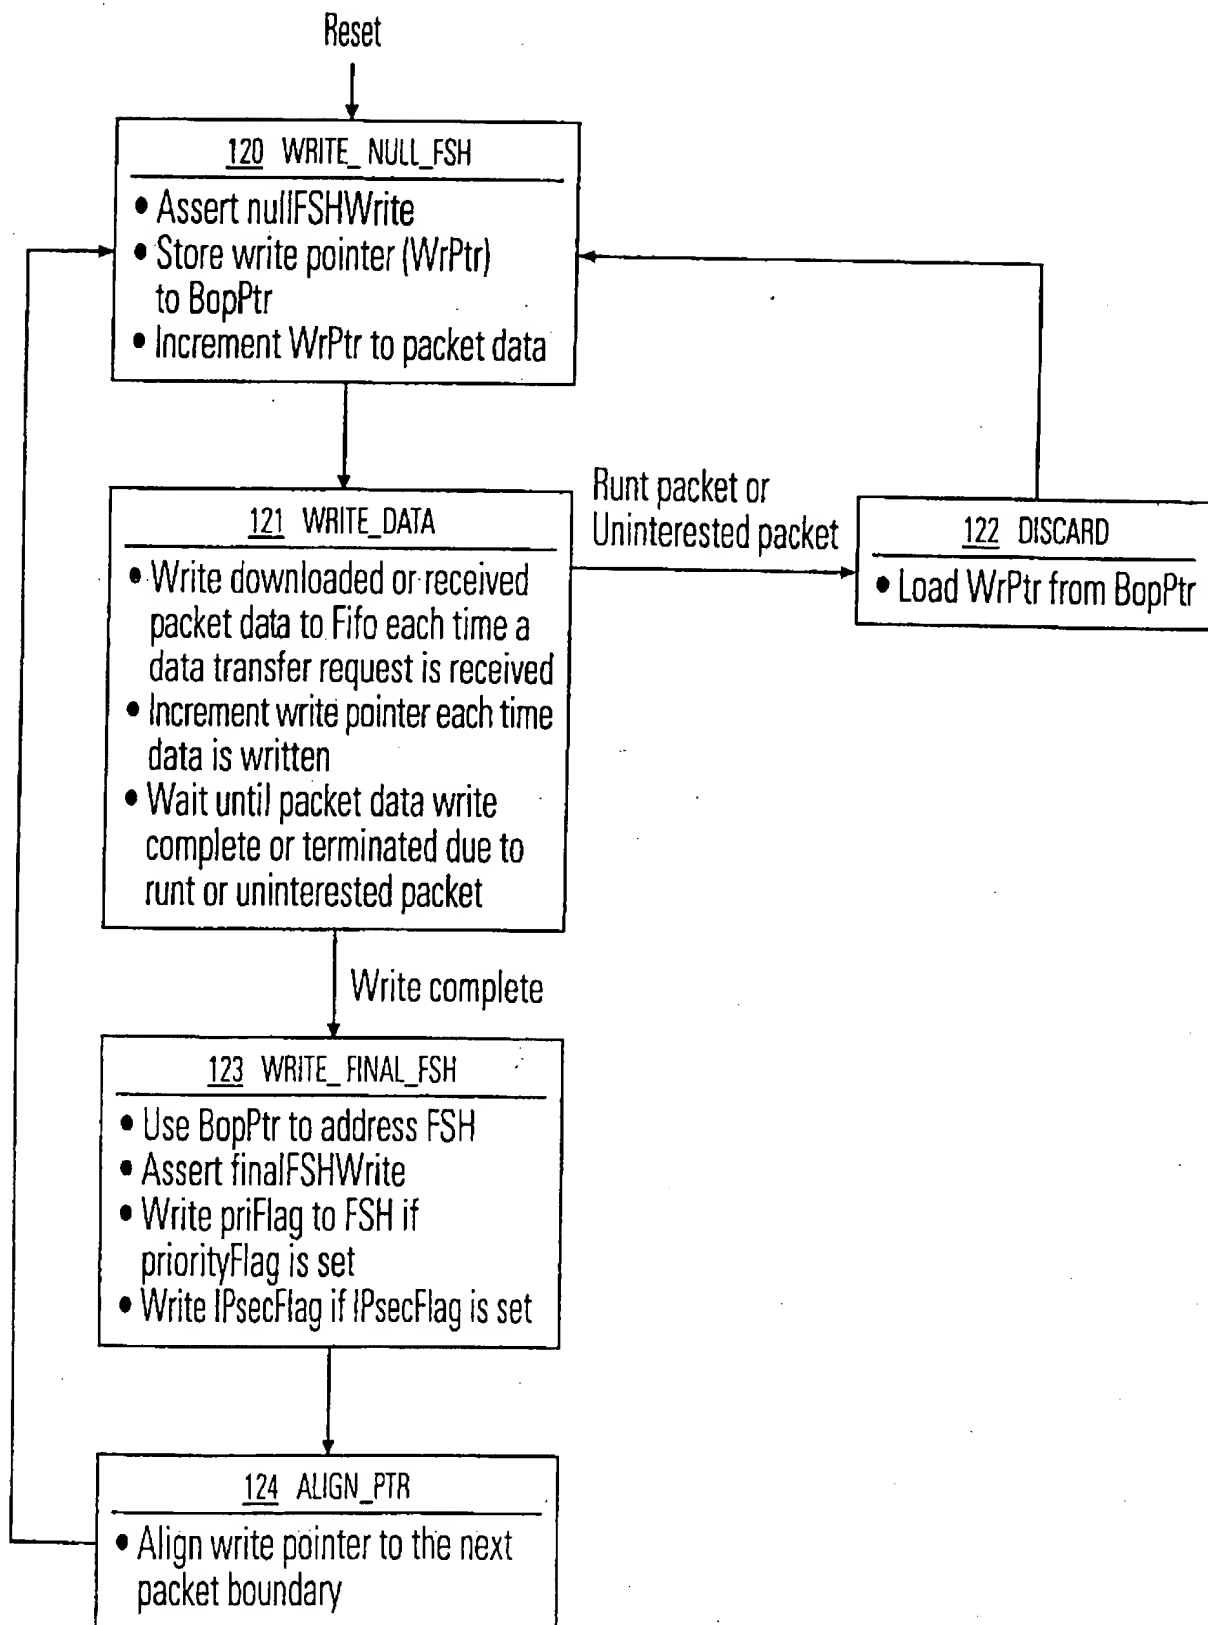 Reset
120 WRITE_NULL_FSH
• Assert nullFSHWrite
• Store write pointer (WrPtr)
to BopPtr
• Increment WrPtr to packet data
121 WRITE_DATA
• Write downloaded or received
packet data to Fifo each time a
data transfer request is received
• Increment write pointer each time
data is written
• Wait until packet data write
complete or terminated due to
runt or uninterested packet
Runt packet or
Uninterested packet
122 DISCARD
• Load WrPtr from BopPtr
Write complete
123 WRITE_FINAL_FSH
• Use BopPtr to address FSH
• Assert finalFSHWrite
• Write priFlag to FSH if
priorityFlag is set
• Write IPsecFlag if IPsecFlag is set
124 ALIGN_PTR
• Align write pointer to the next
packet boundary